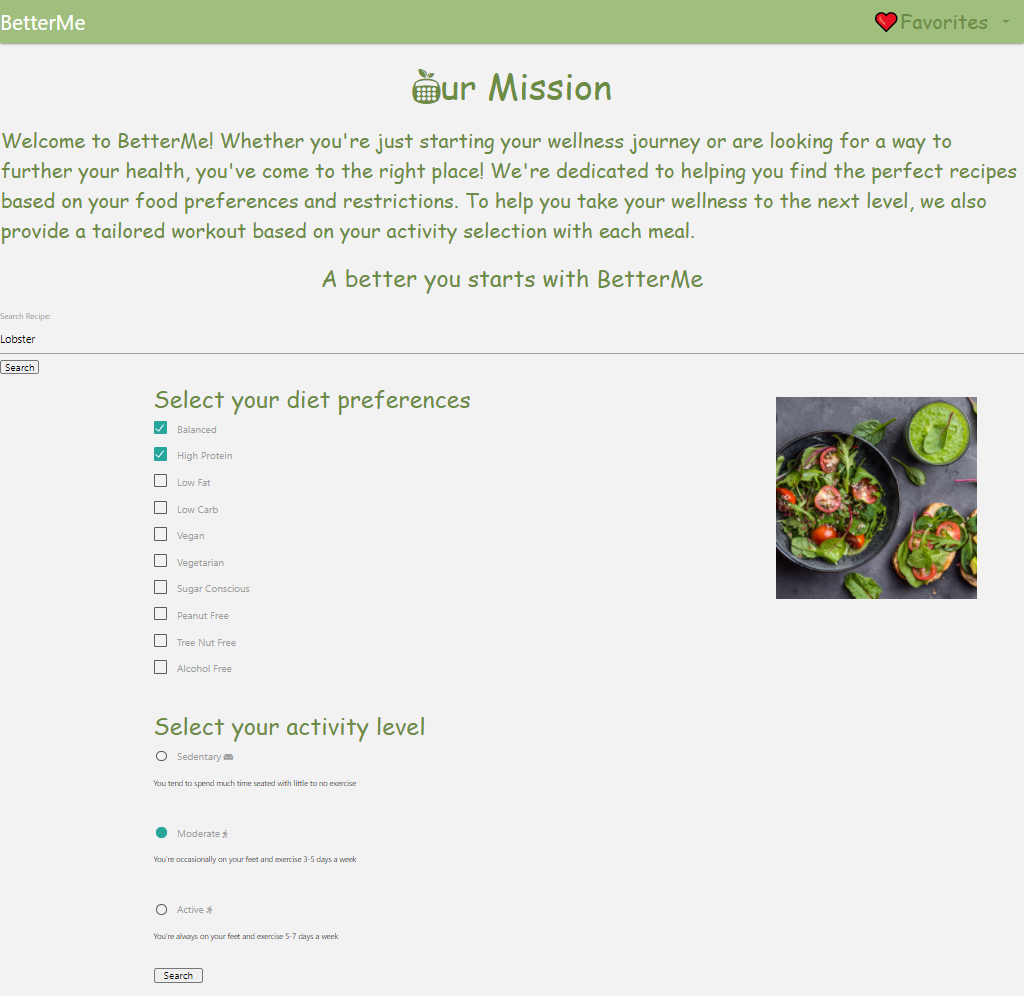 BetterMe
Favorites
Our Mission
Welcome to BetterMe! Whether you're just starting your wellness journey or are looking for a way to
further your health, you've come to the right place! We're dedicated to helping you find the perfect recipes
based on your food preferences and restrictions. To help you take your wellness to the next level, we also
provide a tailored workout based on your activity selection with each meal.
A better you starts with BetterMe
Search Recipe:
Lobster
Search
Select your diet preferences
Balanced
High Protein
Low Fat
Low Carb
Vegan
Vegetarian
Sugar Conscious
Peanut Free
Tree Nut Free
Alcohol Free
Select your activity level
Sedentary
You tend to spend much time seated with little to no exercise
Moderate
You're occasionally on your feet and exercise 3-5 days a week
Active
You're always on your feet and exercise 5-7 days a week
Search